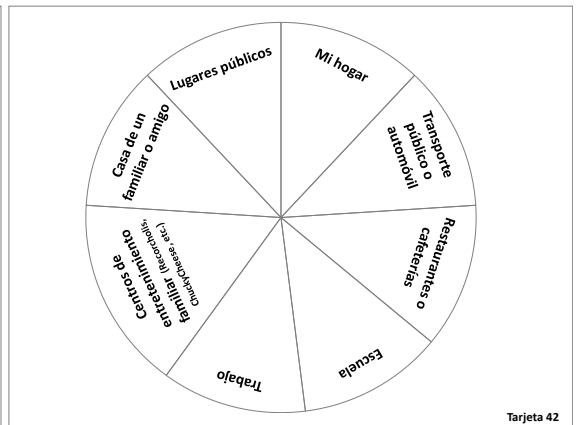 Mi hogar
Transporte
público o
automóvil
Restaurantes o
cafeterías
Escuela
Trabajo
Centros de
entretenimiento
familiar (Recorcholis,
ChuckyCheese, etc.)
Casa de un
familiar o amigo
Lugares públicos
Tarjeta 42